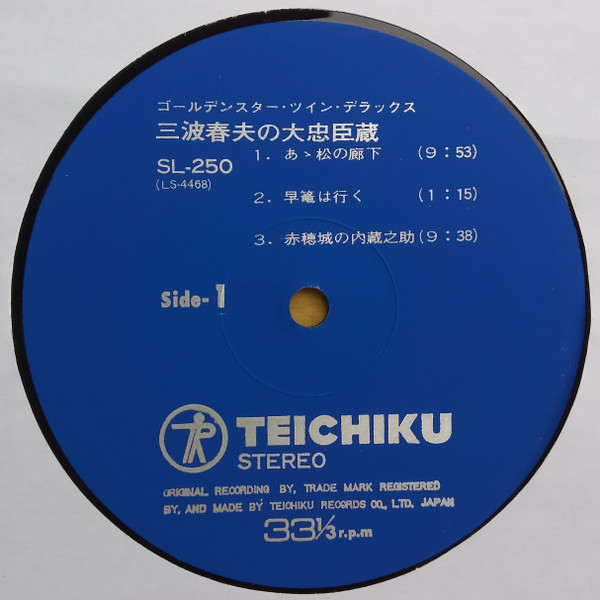 ゴールデンスター・ツイン・デラックス
三波春夫の大忠臣蔵
1. あゝ松の廊下 (9:53)
SL-250
(LS-4468)
2. 早篭は行く (1:15)
3. 赤穂城の内蔵之助 (9:38)
Side-1
TEICHIKU
STEREO
ORIGINAL RECORDING BY, TRADE MARK REGISTERED
BY, AND MADE BY TEICHIKU RECORDS CO., LTD. JAPAN
33 1/3 r.p.m